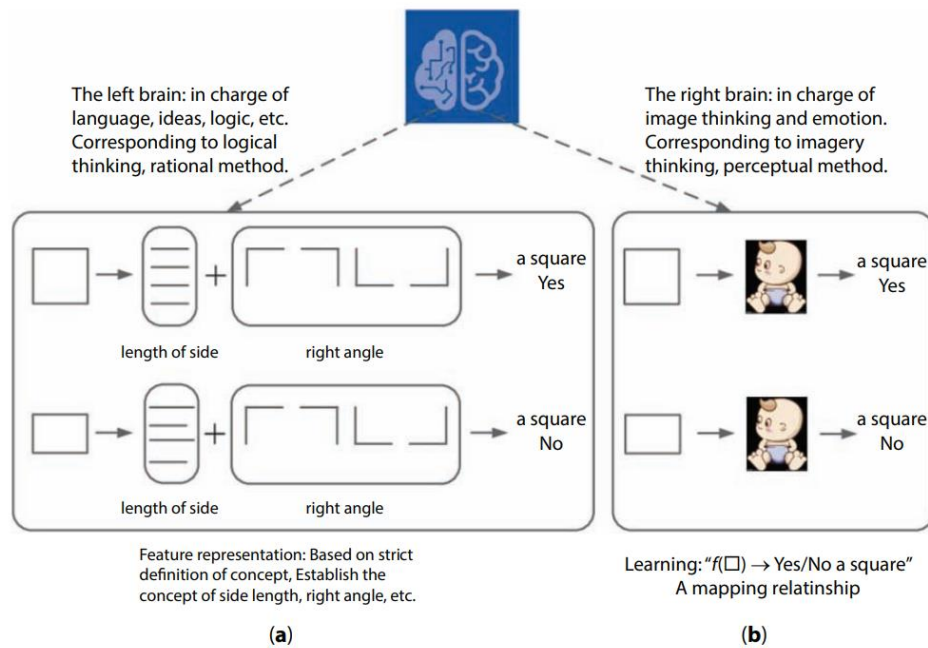 The left brain: in charge of
language, ideas, logic, etc.
Corresponding to logical
thinking, rational method.
The right brain: in charge of
image thinking and emotion.
Corresponding to imagery
thinking, perceptual method.
+
a square
Yes
length of side
right angle
+
a square
No
length of side
right angle
Feature representation: Based on strict
definition of concept, Establish the
concept of side length, right angle, etc.
(a)
a square
Yes
a square
No
Learning: “f(□) → Yes/No a square”
A mapping relatinship
(b)